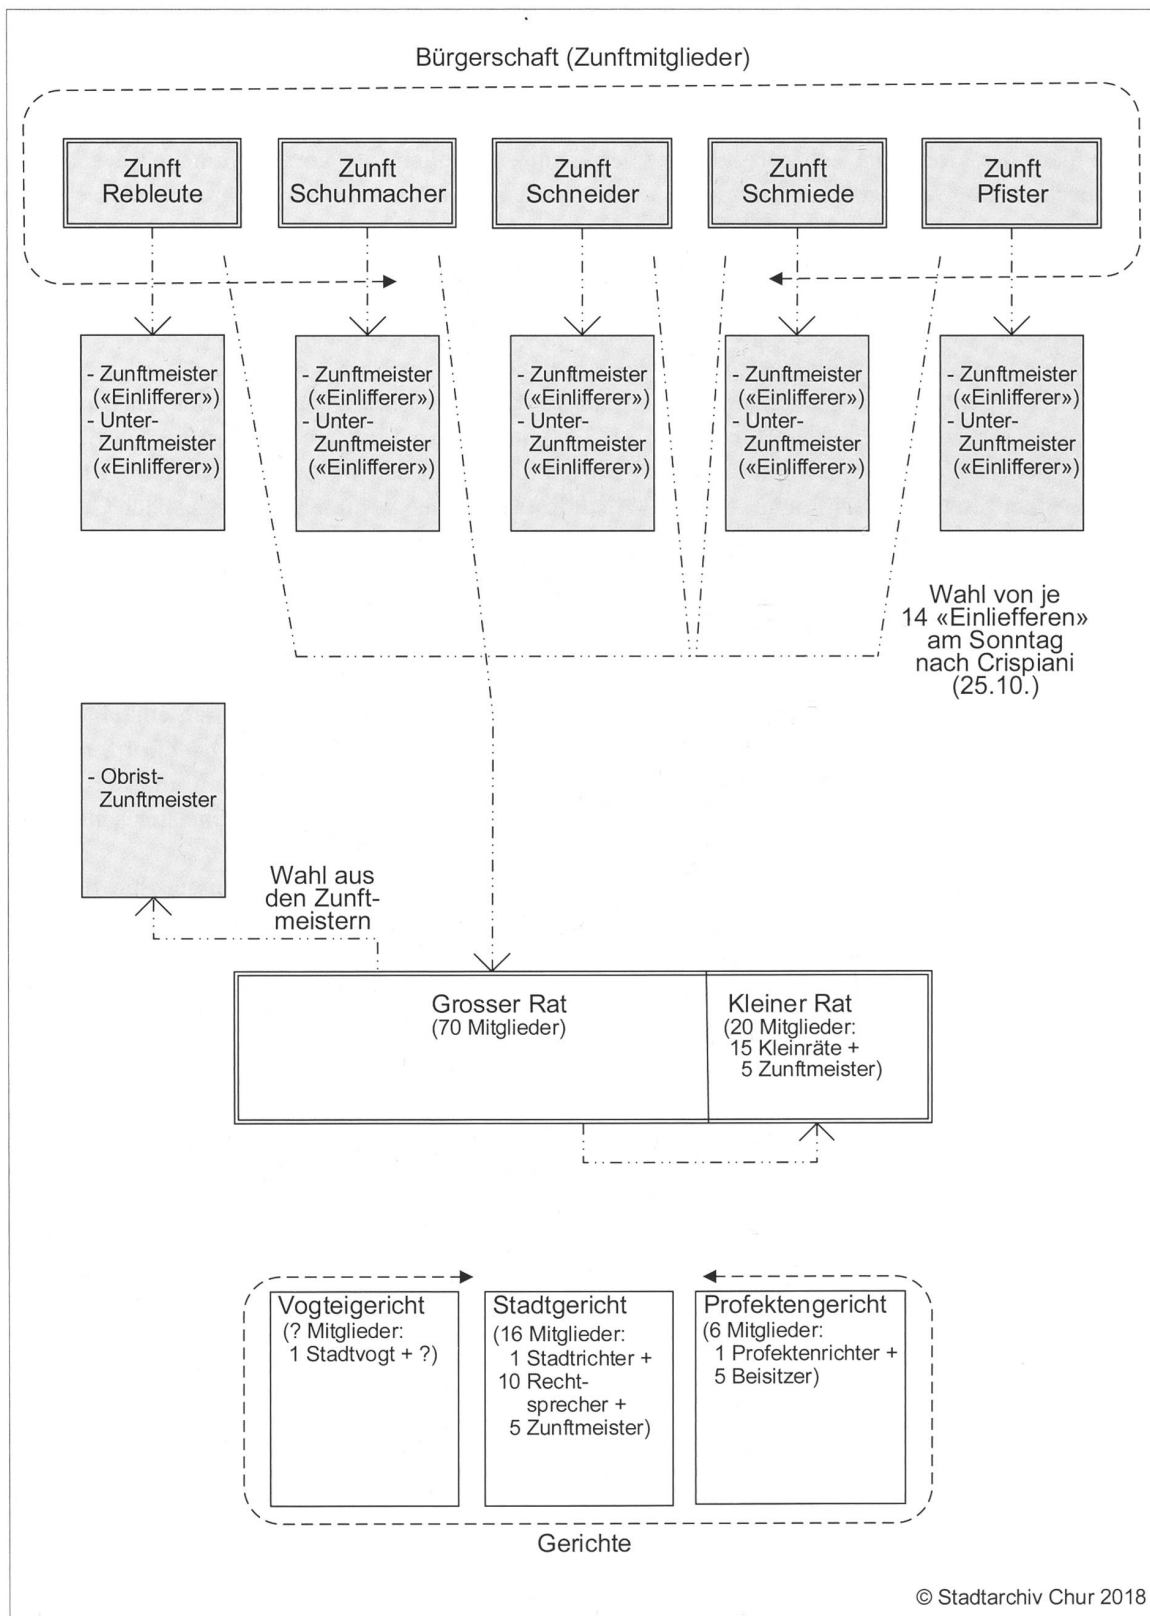 Bürgerschaft (Zunftmitglieder)
Zunft
Rebleute
Zunft
Schuhmacher
Zunft
Schneider
Zunft
Schmiede
Zunft
Pfister
- Zunftmeister
(«Einlifferer»)
- Unter-
Zunftmeister
(«Einlifferer»)
- Zunftmeister
(«Einlifferer»)
- Unter-
Zunftmeister
(«Einlifferer»)
- Zunftmeister
(«Einlifferer»)
- Unter-
Zunftmeister
(«Einlifferer»)
- Zunftmeister
(«Einlifferer»)
- Unter-
Zunftmeister
(«Einlifferer»)
- Zunftmeister
(«Einlifferer»)
- Unter-
Zunftmeister
(«Einlifferer»)
Wahl von je
14 «Einliefferen»
am Sonntag
nach Crispiani
(25.10.)
- Obrist-
Zunftmeister
Wahl aus
den Zunft-
meistern
Grosser Rat
(70 Mitglieder)
Kleiner Rat
(20 Mitglieder:
15 Kleinräte +
5 Zunftmeister)
Vogteigericht
(? Mitglieder:
1 Stadtvogt + ?)
Stadtgericht
(16 Mitglieder:
1 Stadtrichter +
10 Recht-
sprecher +
5 Zunftmeister)
Profektengericht
(6 Mitglieder:
1 Profektenrichter +
5 Beisitzer)
Gerichte
© Stadtarchiv Chur 2018